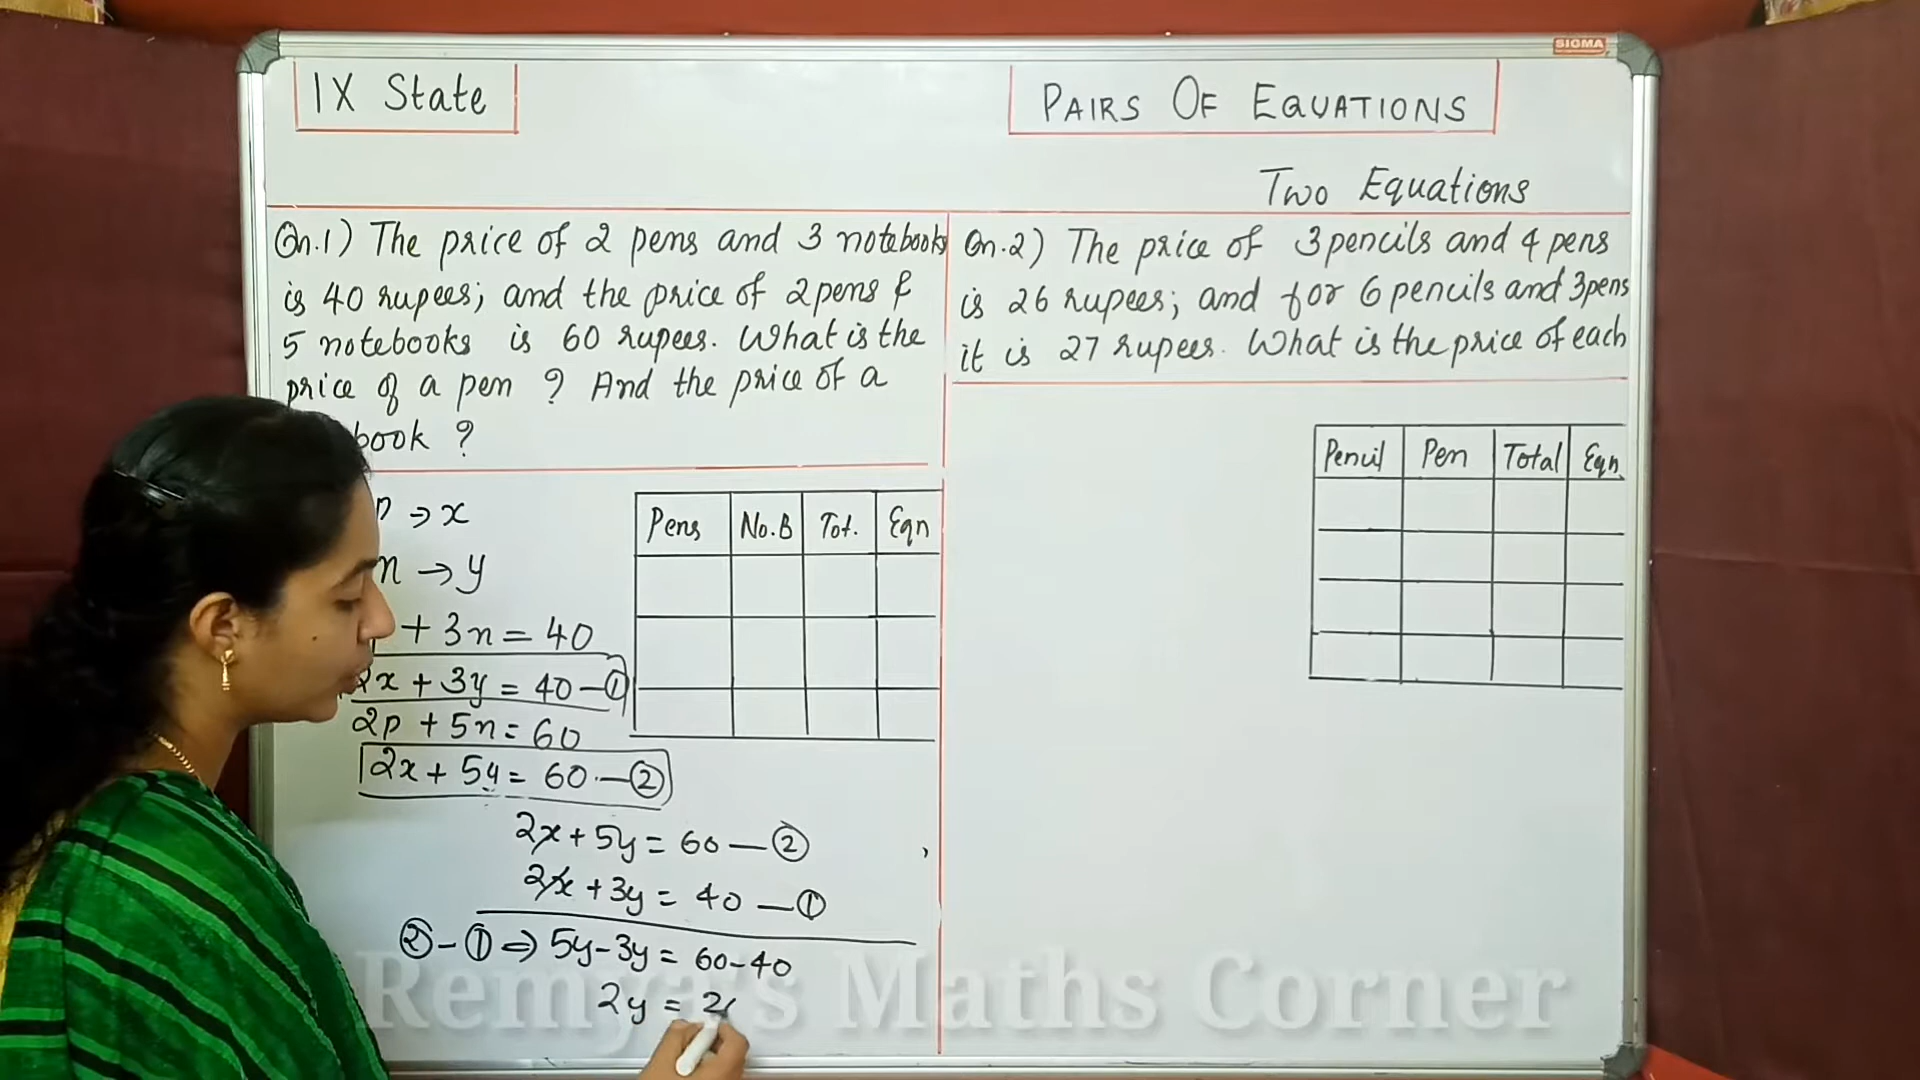 SIGMA
IX State
PAIRS OF EQUATIONS
Two Equations
Qn.1) The price of 2 pens and 3 notebooks
is 40 rupees; and the price of 2 pens &
5 notebooks is 60 rupees. What is the
price of a pen ? And the price of a
book ?
p → x
n → y
+ 3n = 40
2x + 3y = 40 — ①
2p + 5n = 60
2x + 5y = 60 — ②
Pens No.B Tot. Eqn
2x + 5y = 60 — ②
2x + 3y = 40 — ①
② - ① ⇒ 5y - 3y = 60 - 40
2y = 2
Qn.2) The price of 3 pencils and 4 pens
is 26 rupees; and for 6 pencils and 3 pens
it is 27 rupees. What is the price of each
Pencil Pen Total Eqn
Remya's Maths Corner